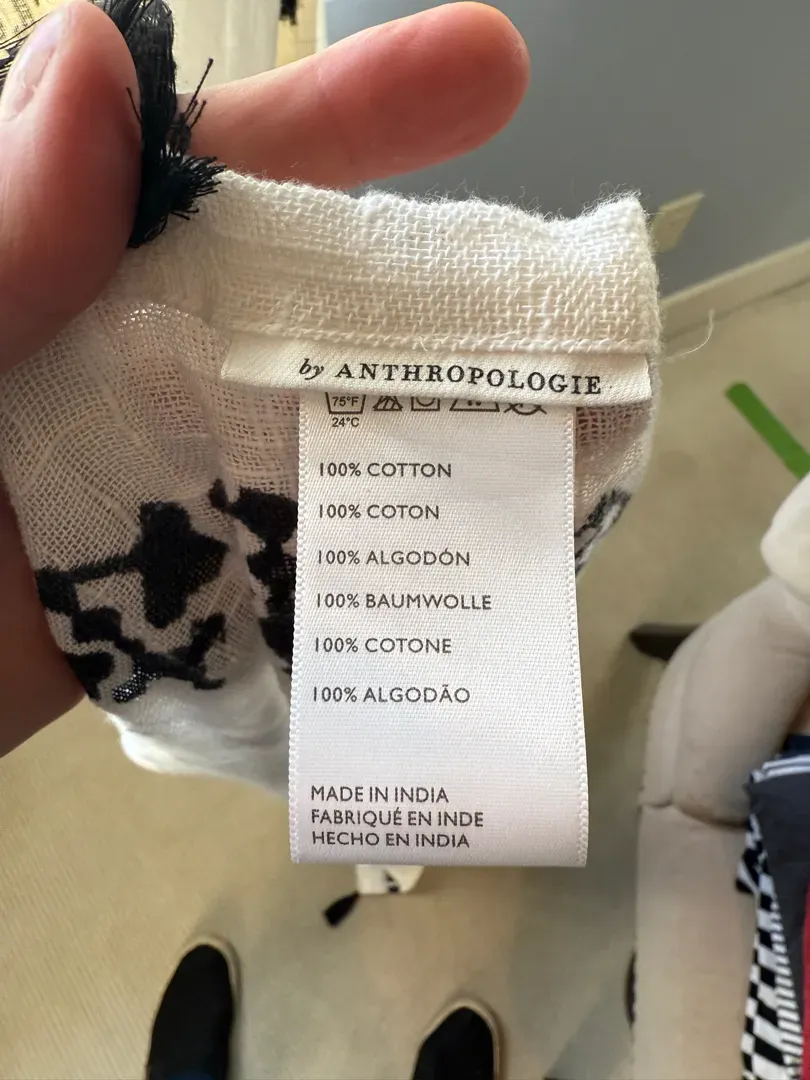 by ANTHROPOLOGIE
75°F
24°C
100% COTTON
100% COTON
100% ALGODÓN
100% BAUMWOLLE
100% COTONE
100% ALGODÃO
MADE IN INDIA
FABRIQUÉ EN INDE
HECHO EN INDIA